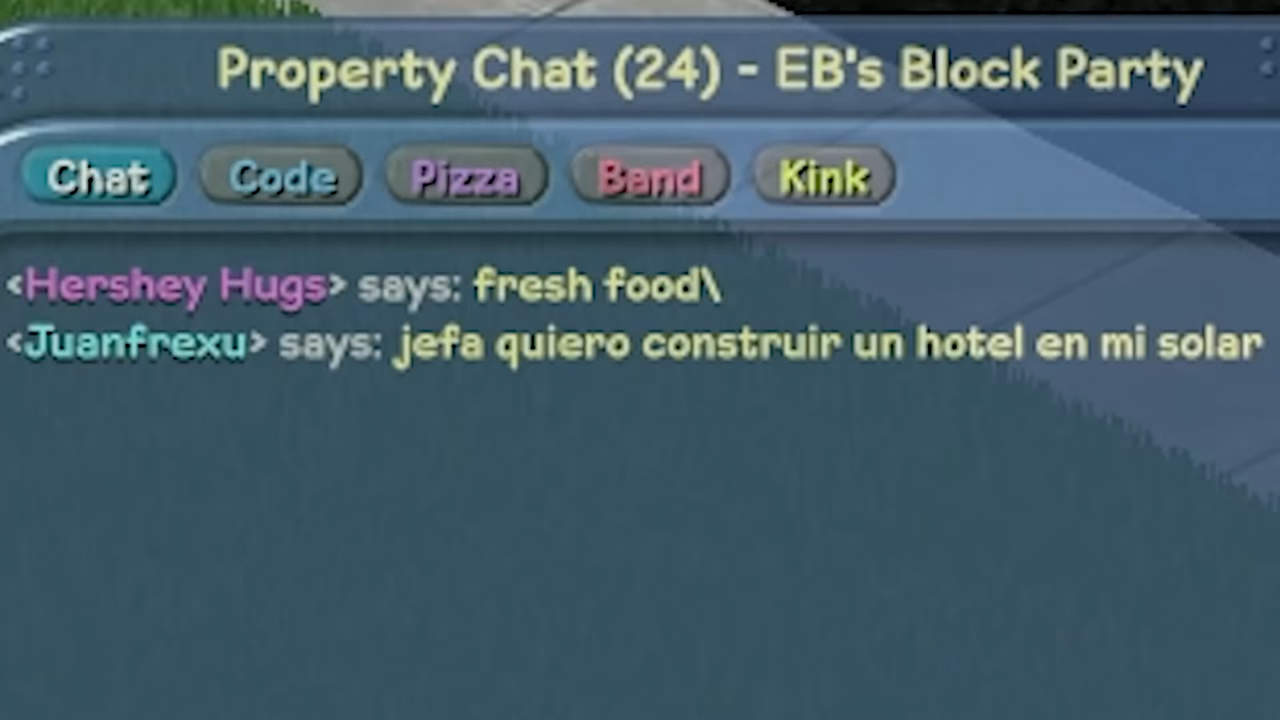 Property Chat (24) - EB's Block Party
Chat Code Pizza Band Kink
<Hershey Hugs> says: fresh food\
<Juanfrexu> says: jefa quiero construir un hotel en mi solar